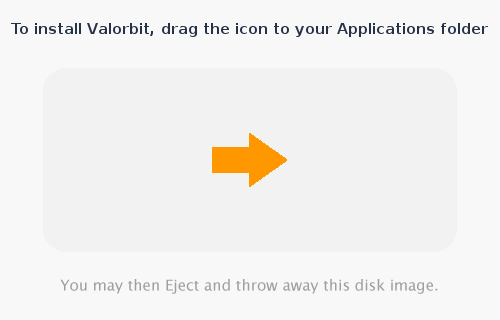 To install Valorbit, drag the icon to your Applications folder
You may then Eject and throw away this disk image.